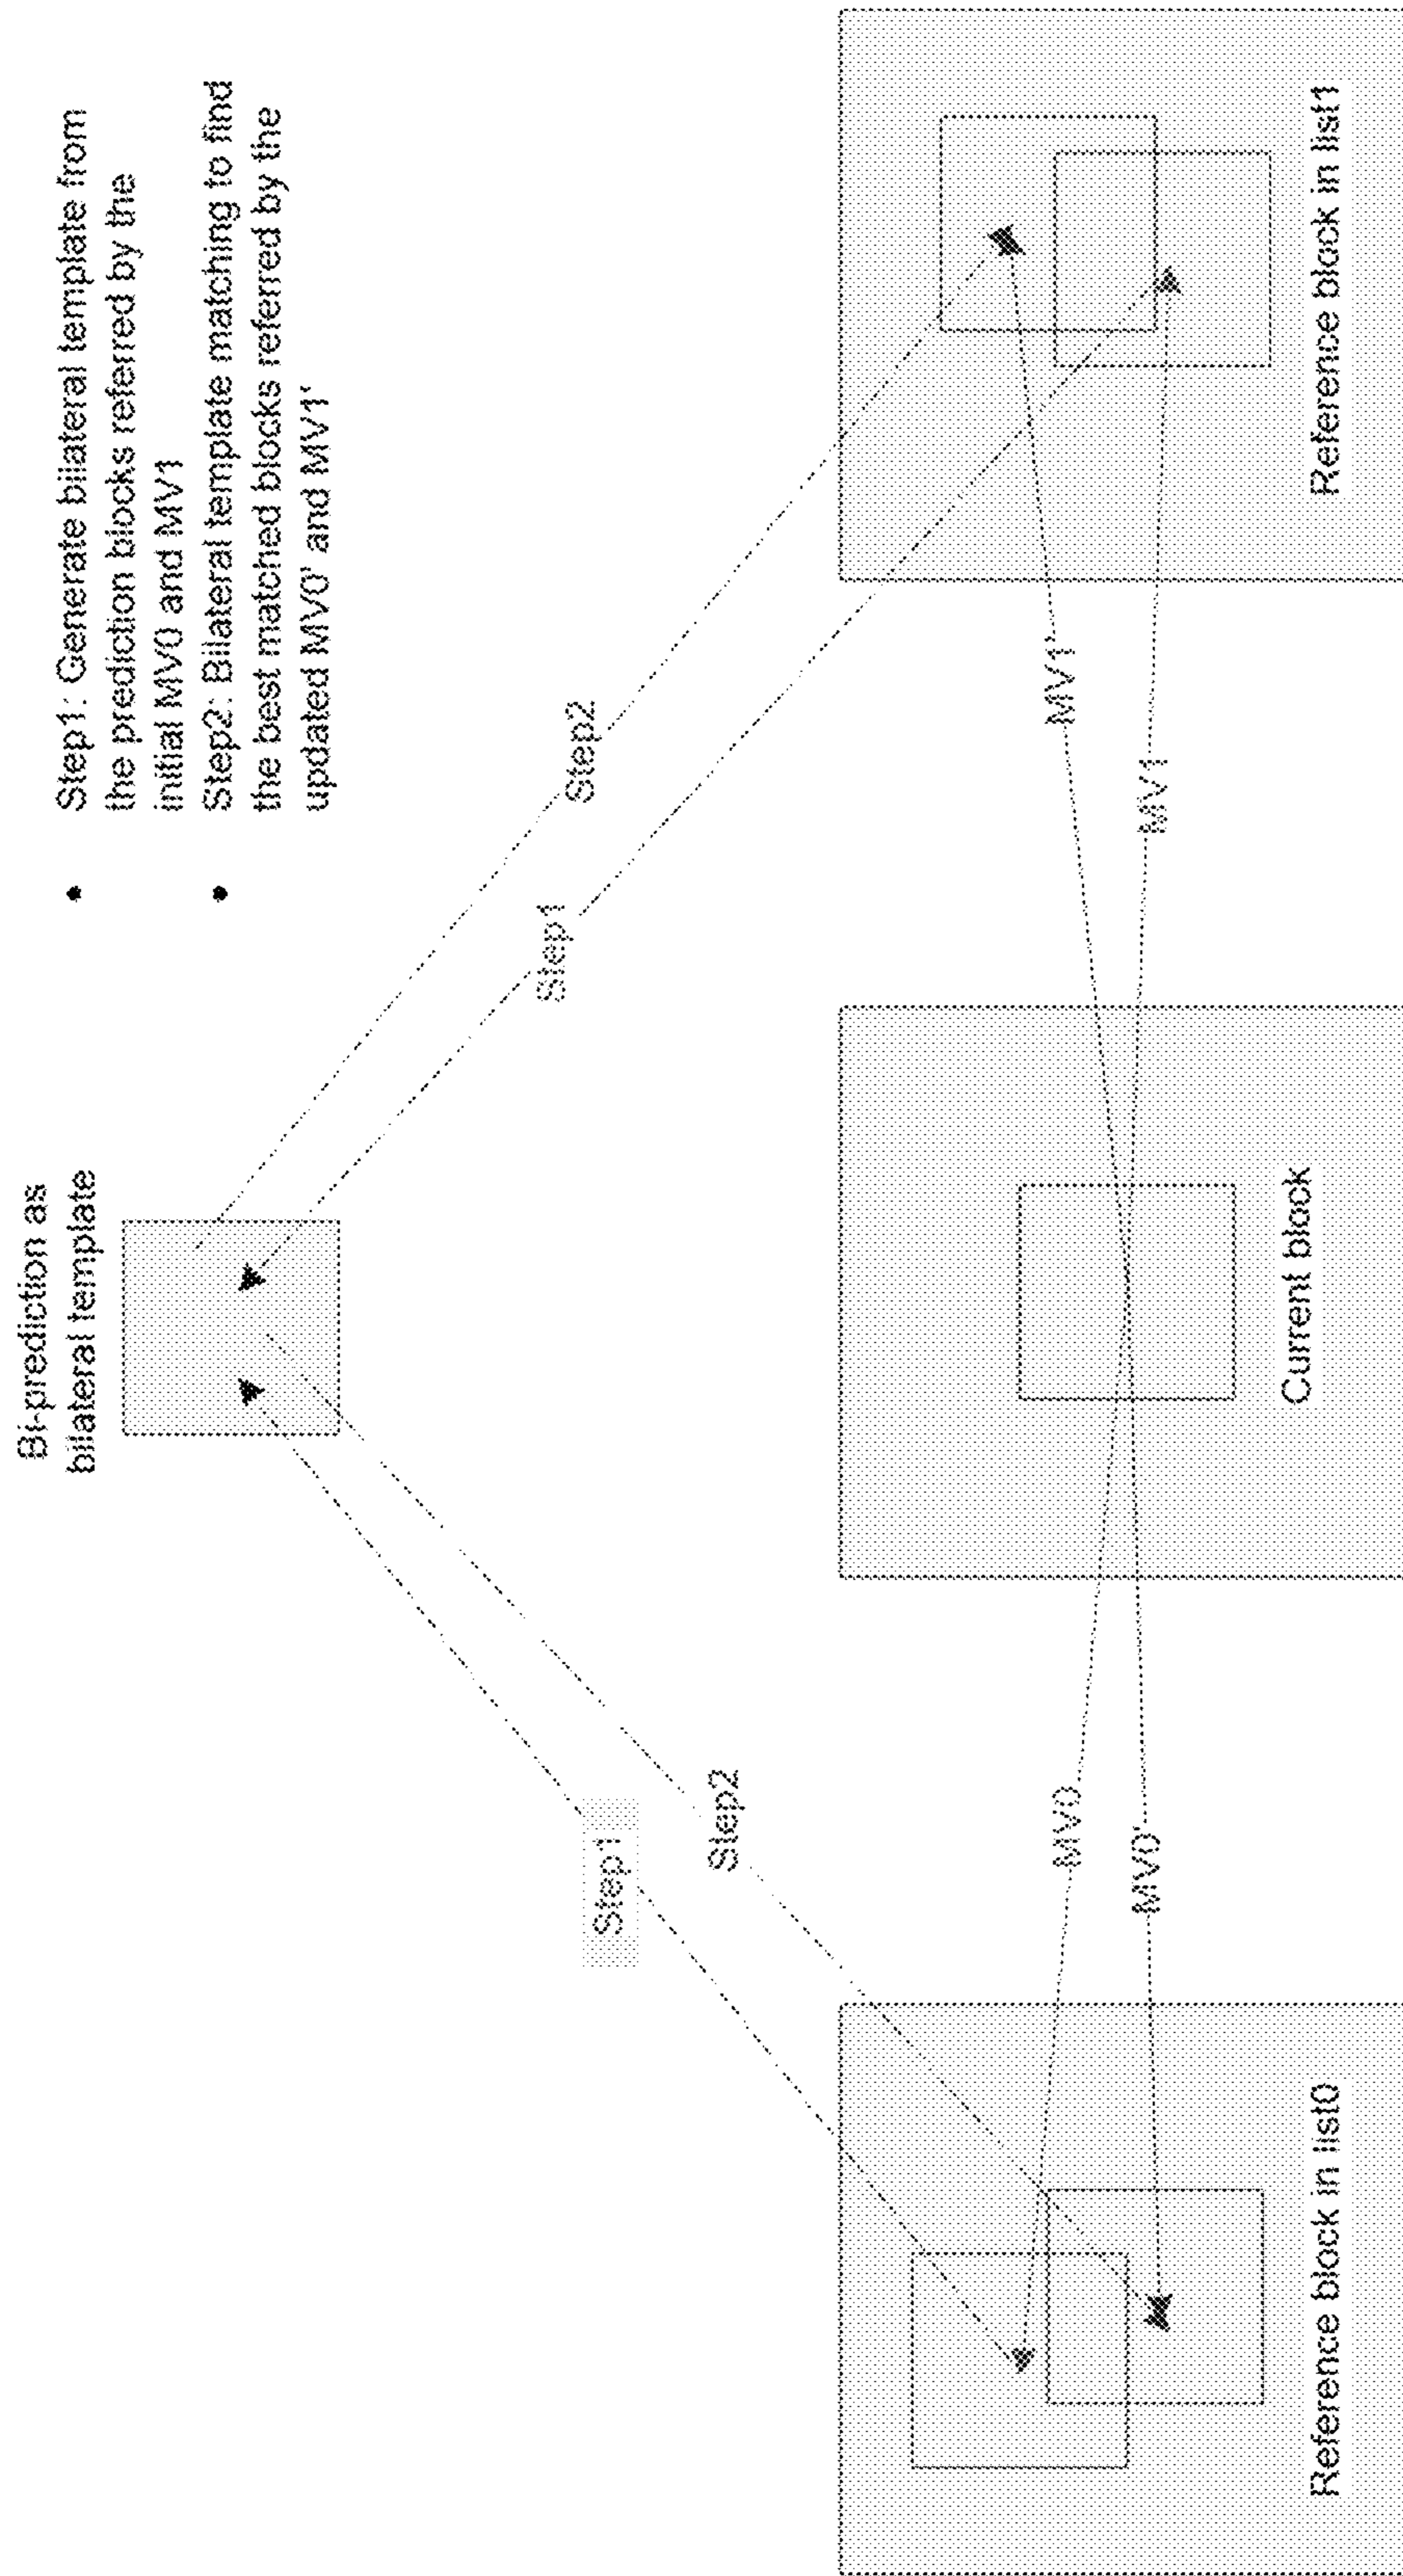 Bi-prediction as
bilateral template
• Step1: Generate bilateral template from
the prediction blocks referred by the
initial MV0 and MV1
• Step2: Bilateral template matching to find
the best matched blocks referred by the
updated MV0' and MV1'
Step1
Step2
Step1
Step2
MV0
MV0'
MV1'
MV1
Reference block in list0
Current block
Reference block in list1